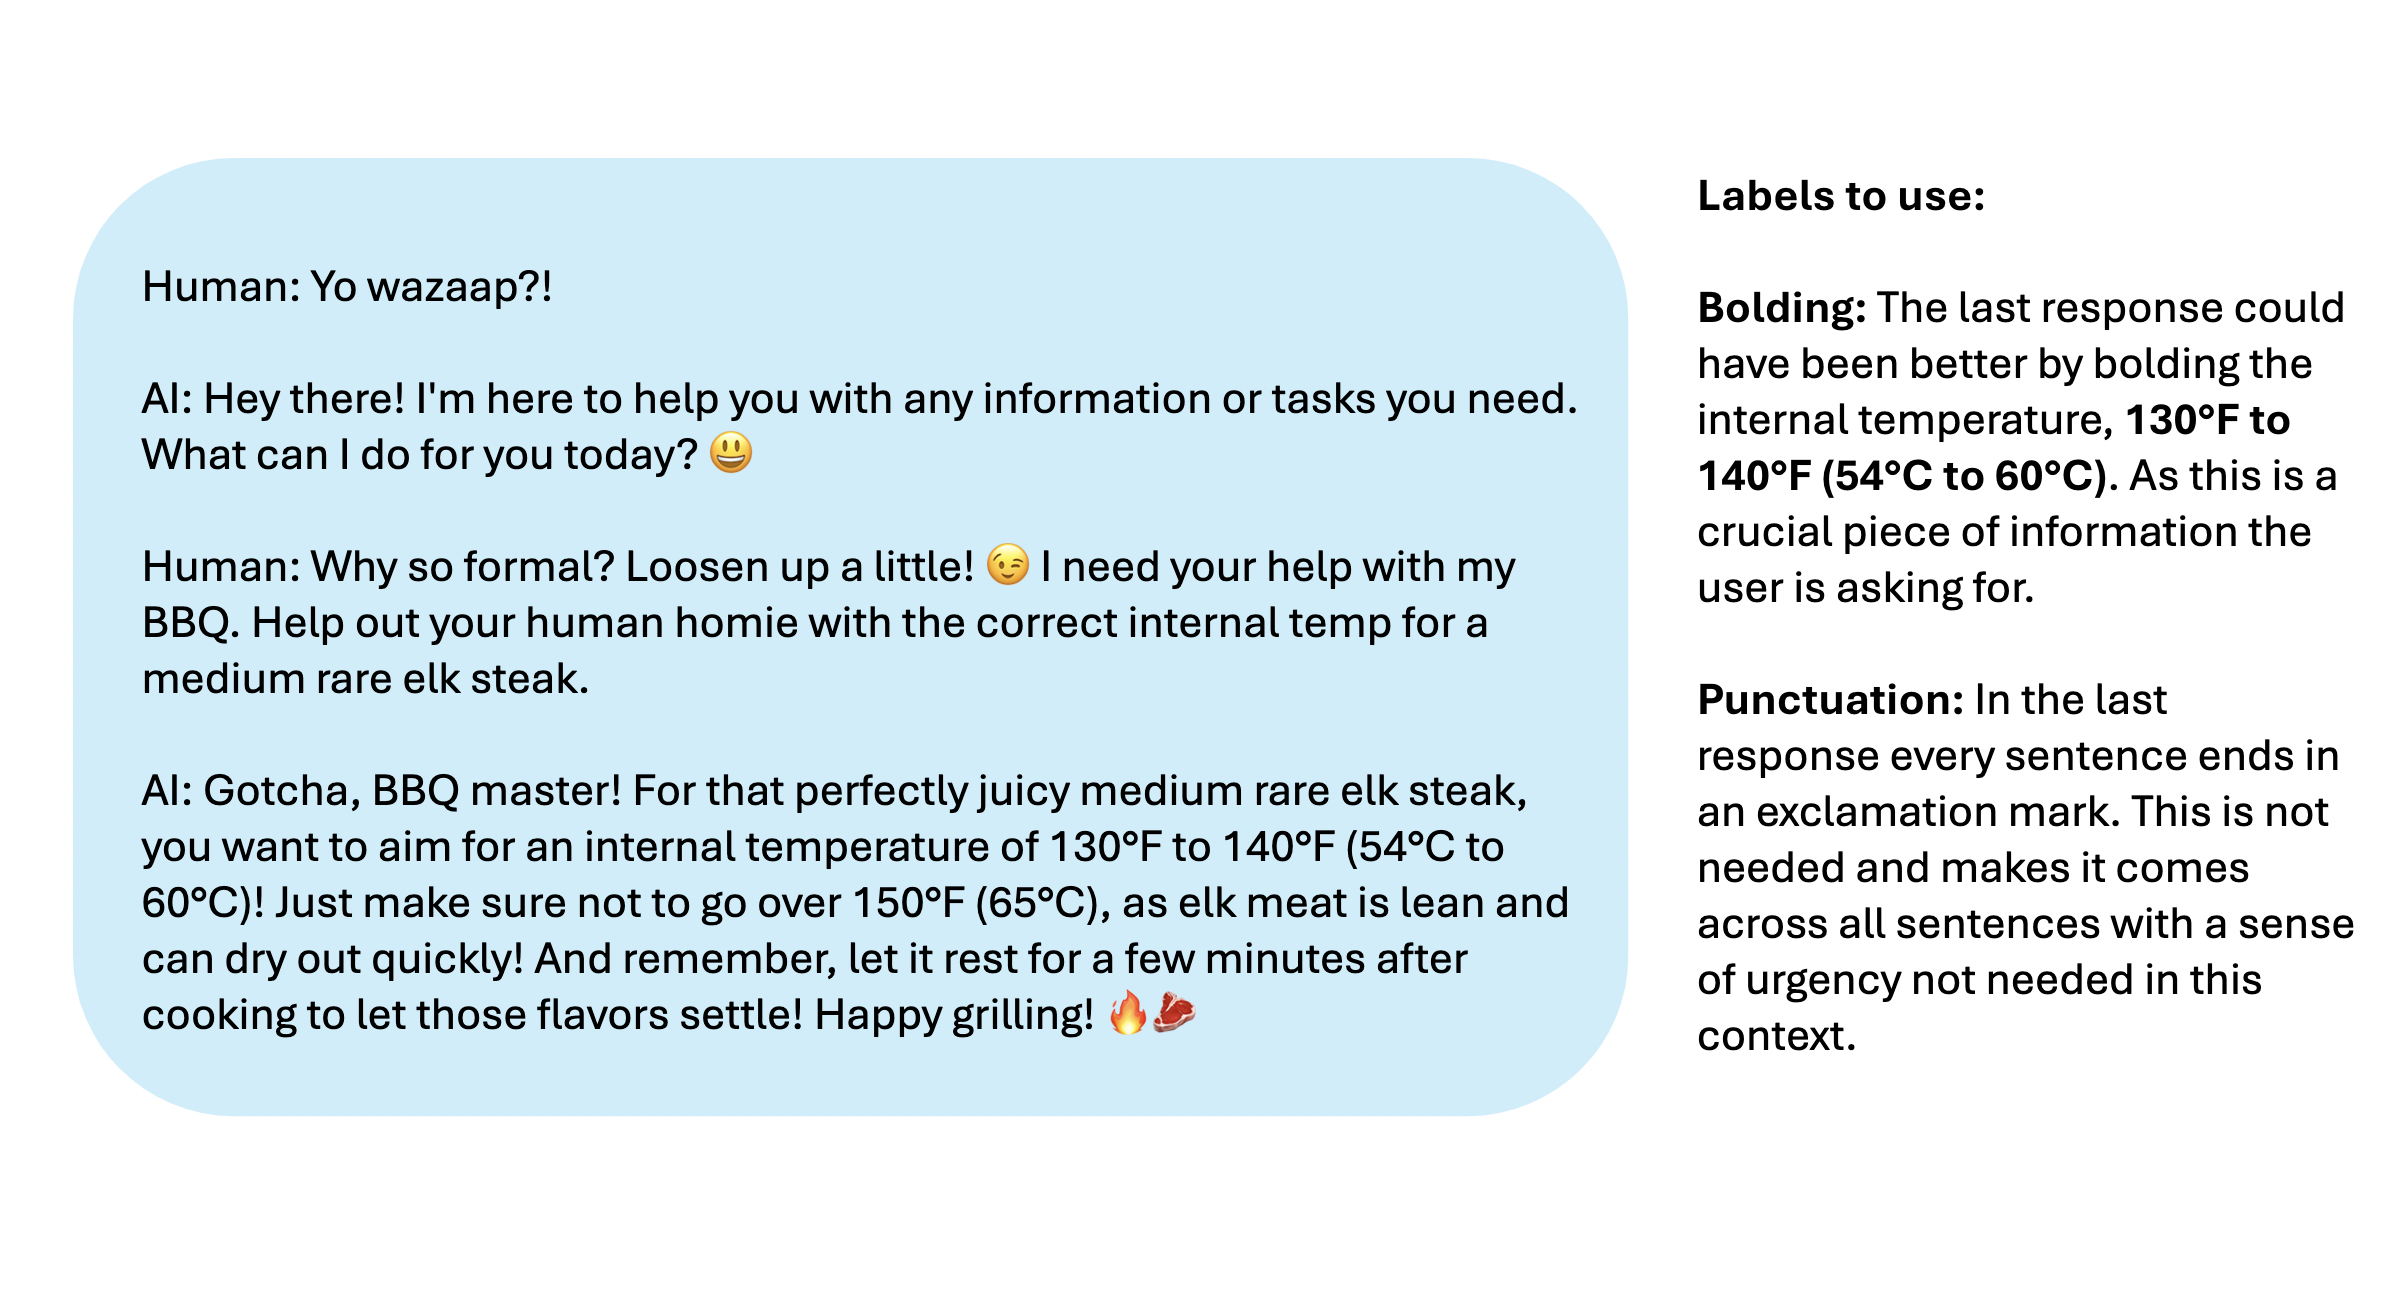 Human: Yo wazaap?!
AI: Hey there! I'm here to help you with any information or tasks you need.
What can I do for you today? 😃
Human: Why so formal? Loosen up a little! 😉 I need your help with my
BBQ. Help out your human homie with the correct internal temp for a
medium rare elk steak.
AI: Gotcha, BBQ master! For that perfectly juicy medium rare elk steak,
you want to aim for an internal temperature of 130°F to 140°F (54°C to
60°C)! Just make sure not to go over 150°F (65°C), as elk meat is lean and
can dry out quickly! And remember, let it rest for a few minutes after
cooking to let those flavors settle! Happy grilling! 🔥🥩
Labels to use:
Bolding: The last response could
have been better by bolding the
internal temperature, 130°F to
140°F (54°C to 60°C). As this is a
crucial piece of information the
user is asking for.
Punctuation: In the last
response every sentence ends in
an exclamation mark. This is not
needed and makes it comes
across all sentences with a sense
of urgency not needed in this
context.